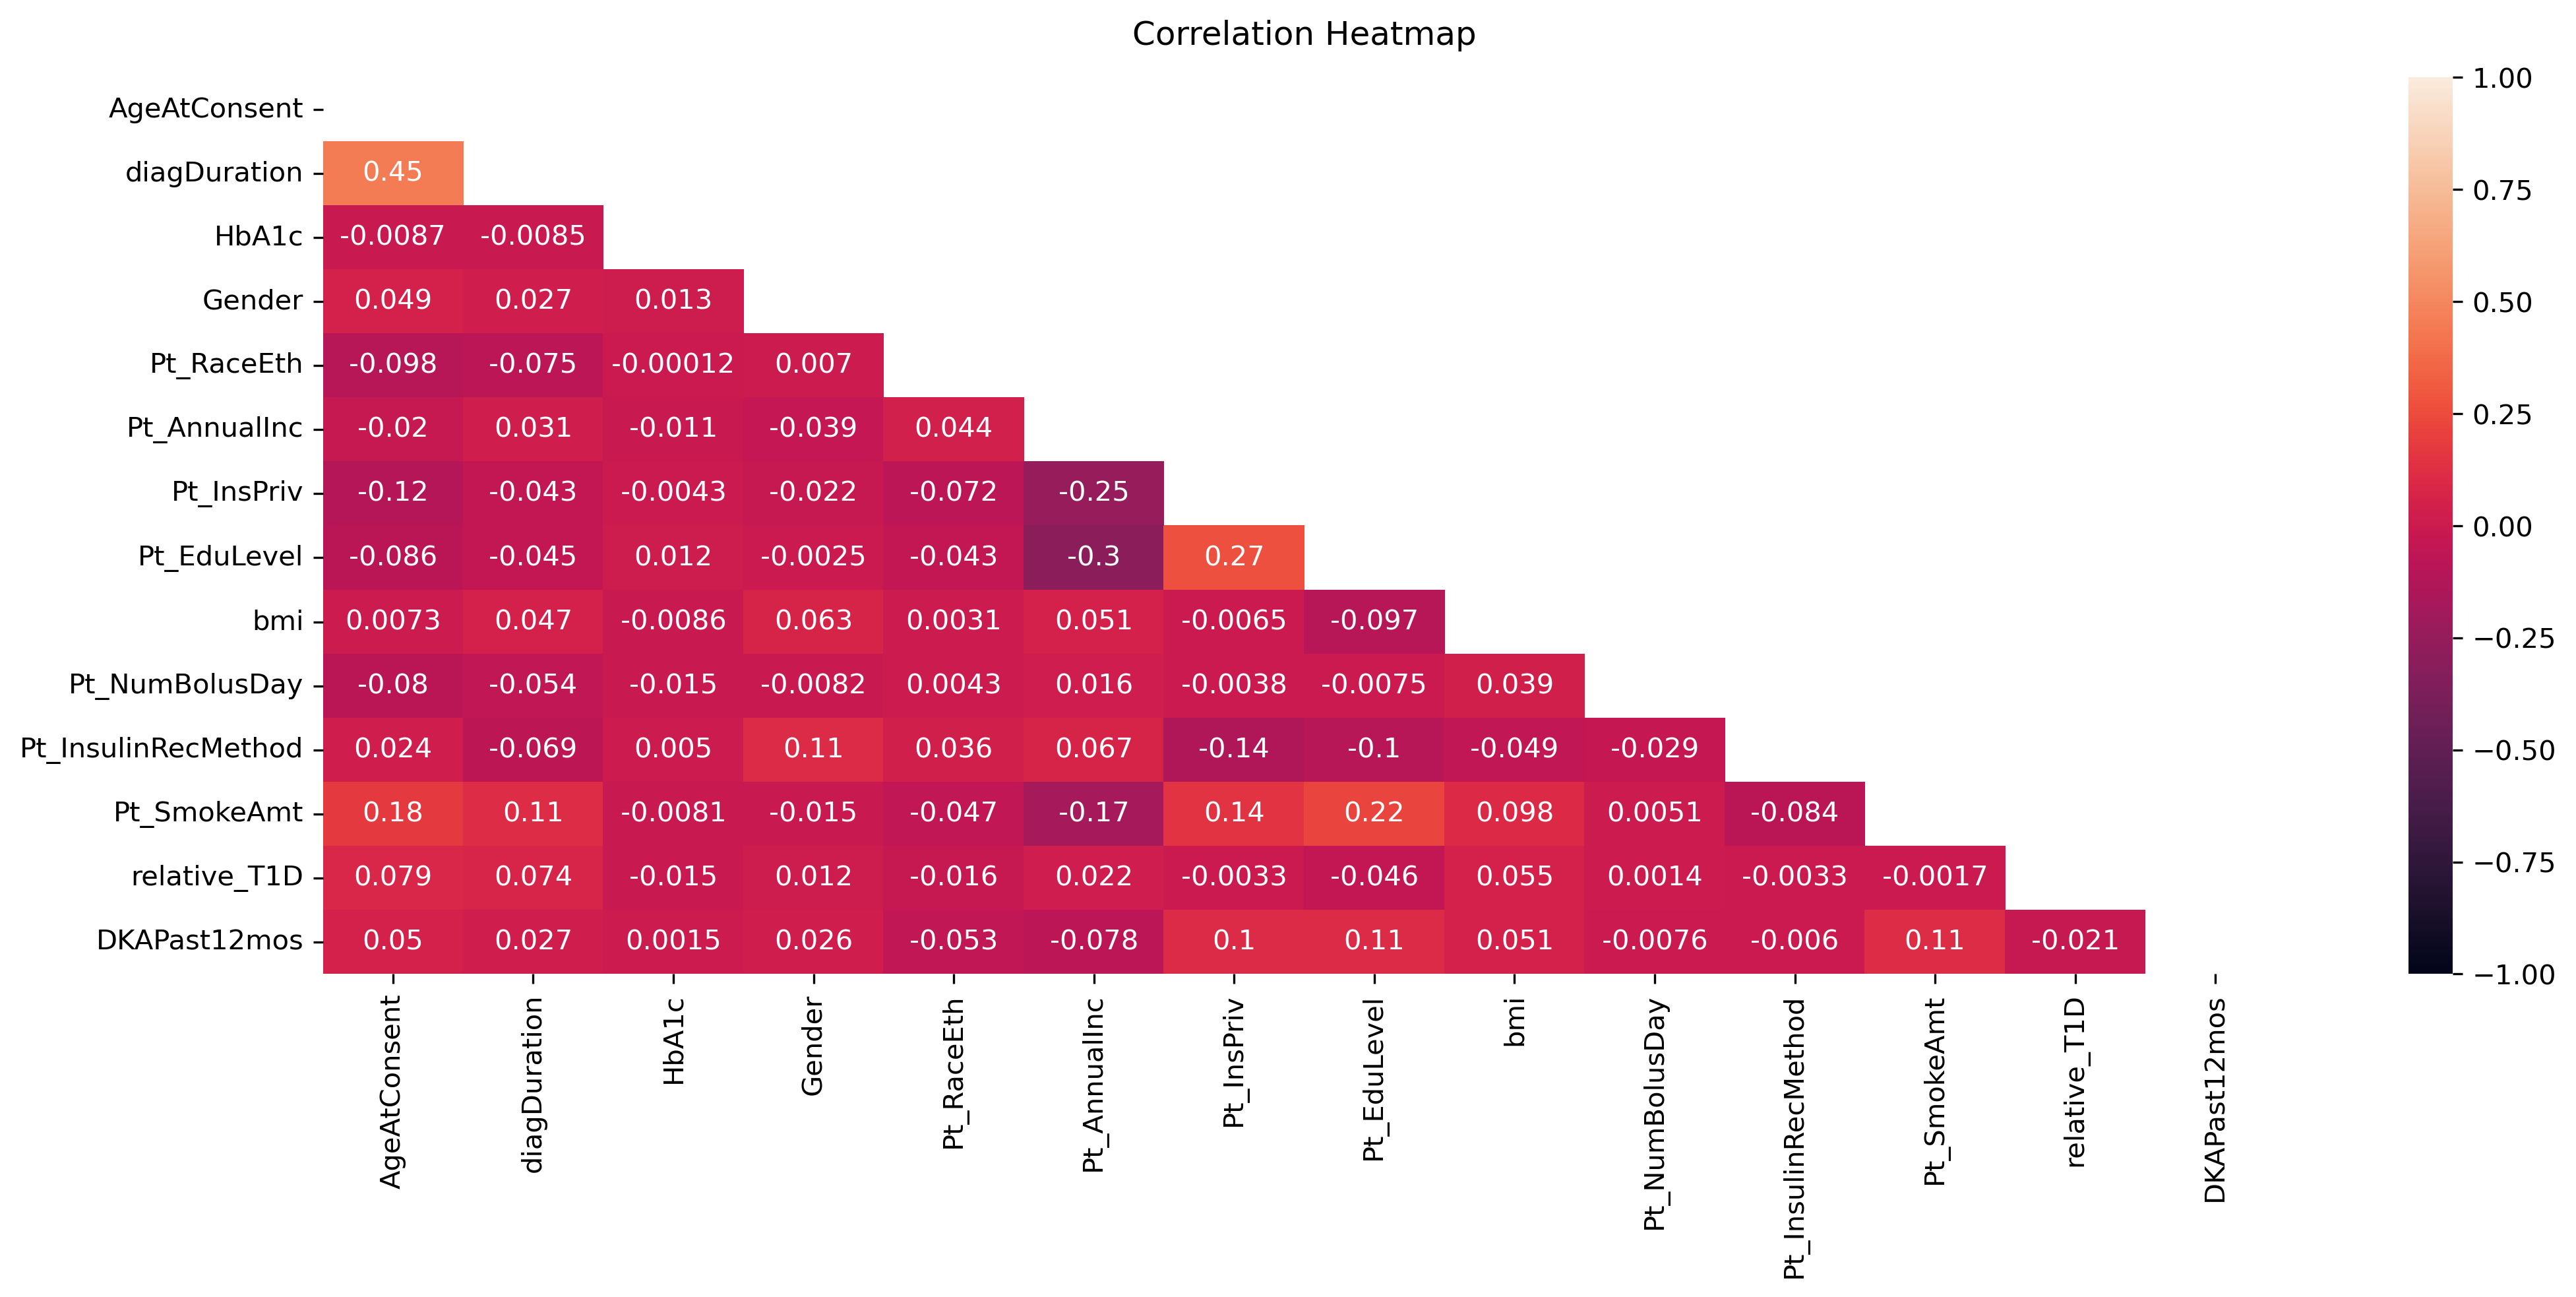 Correlation Heatmap
AgeAtConsent
1.00
diagDuration 0.45
0.75
HbA1c -0.0087 -0.0085
Gender 0.049 0.027 0.013
0.50
Pt_RaceEth -0.098 -0.075 -0.00012 0.007
Pt_AnnualInc -0.02 0.031 -0.011 -0.039 0.044
0.25
Pt_InsPriv -0.12 -0.043 -0.0043 -0.022 -0.072 -0.25
0.00
Pt_EduLevel -0.086 -0.045 0.012 -0.0025 -0.043 -0.3 0.27
bmi 0.0073 0.047 -0.0086 0.063 0.0031 0.051 -0.0065 -0.097
−0.25
Pt_NumBolusDay -0.08 -0.054 -0.015 -0.0082 0.0043 0.016 -0.0038 -0.0075 0.039
Pt_InsulinRecMethod 0.024 -0.069 0.005 0.11 0.036 0.067 -0.14 -0.1 -0.049 -0.029
−0.50
Pt_SmokeAmt 0.18 0.11 -0.0081 -0.015 -0.047 -0.17 0.14 0.22 0.098 0.0051 -0.084
−0.75
relative_T1D 0.079 0.074 -0.015 0.012 -0.016 0.022 -0.0033 -0.046 0.055 0.0014 -0.0033 -0.0017
DKAPast12mos 0.05 0.027 0.0015 0.026 -0.053 -0.078 0.1 0.11 0.051 -0.0076 -0.006 0.11 -0.021
−1.00
AgeAtConsent
diagDuration
HbA1c
Gender
Pt_RaceEth
Pt_AnnualInc
Pt_InsPriv
Pt_EduLevel
bmi
Pt_NumBolusDay
Pt_InsulinRecMethod
Pt_SmokeAmt
relative_T1D
DKAPast12mos